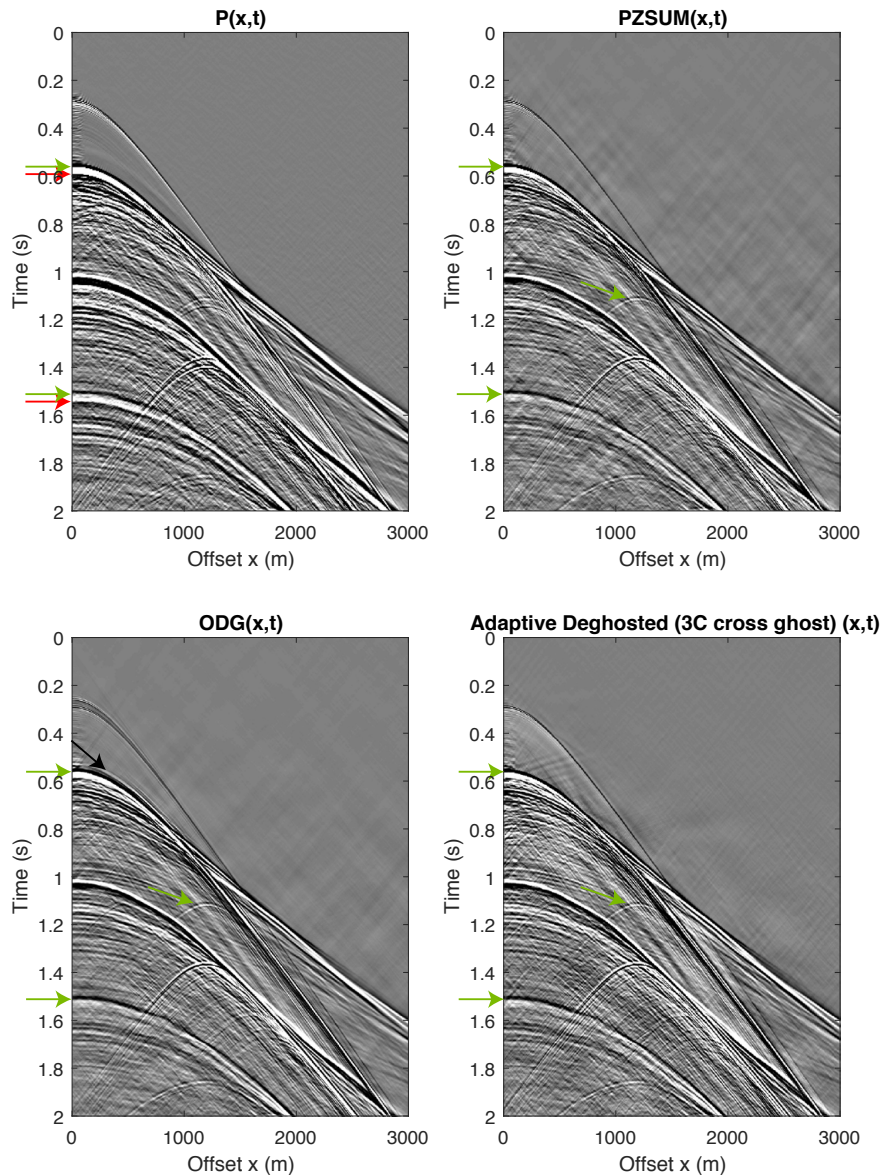 P(x,t)
0
0.2
0.4
0.6
0.8
1
1.2
1.4
1.6
1.8
2
Time (s)
0 1000 2000 3000
Offset x (m)
PZSUM(x,t)
0
0.2
0.4
0.6
0.8
1
1.2
1.4
1.6
1.8
2
Time (s)
0 1000 2000 3000
Offset x (m)
ODG(x,t)
0
0.2
0.4
0.6
0.8
1
1.2
1.4
1.6
1.8
2
Time (s)
0 1000 2000 3000
Offset x (m)
Adaptive Deghosted (3C cross ghost) (x,t)
0
0.2
0.4
0.6
0.8
1
1.2
1.4
1.6
1.8
2
Time (s)
0 1000 2000 3000
Offset x (m)